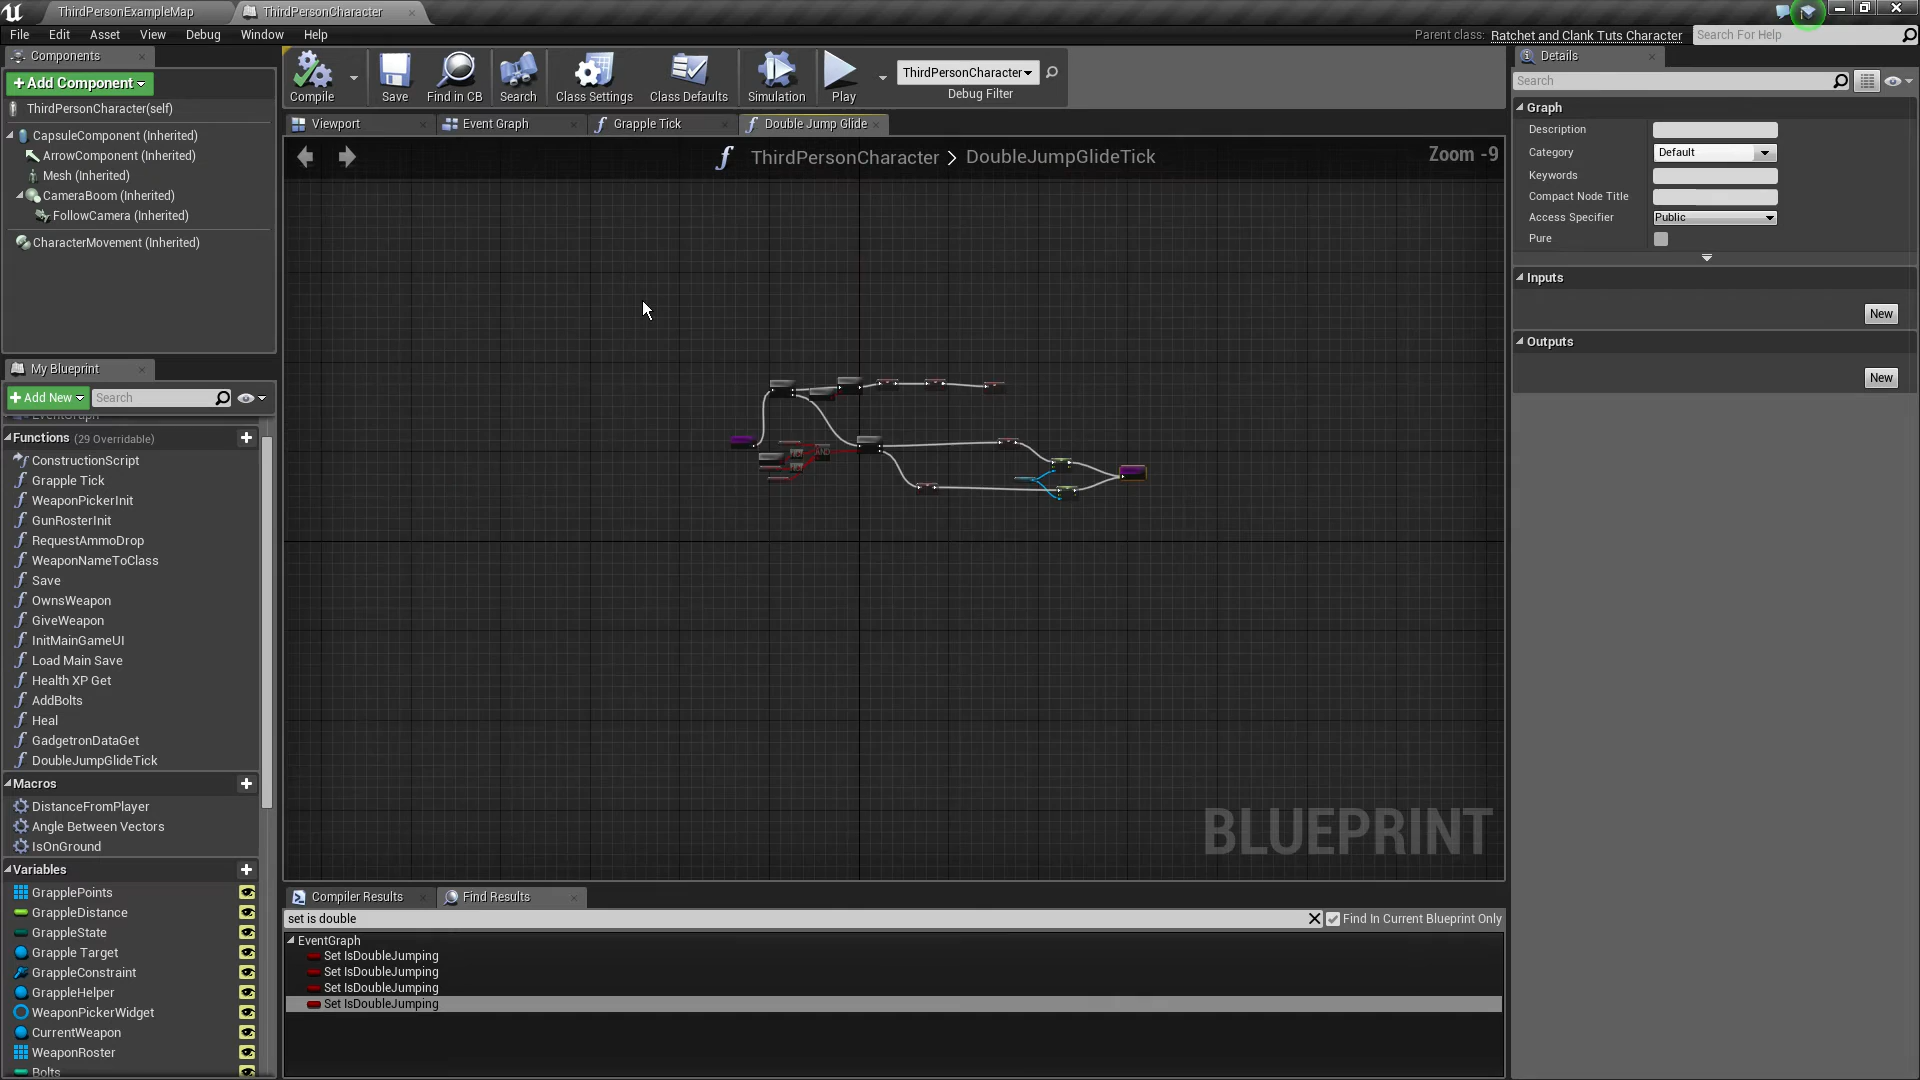 ThirdPersonExampleMap
ThirdPersonCharacter
File Edit Asset View Debug Window Help
Parent class: Ratchet and Clank Tuts Character
Search For Help
Components
+Add Component
ThirdPersonCharacter(self)
CapsuleComponent (Inherited)
ArrowComponent (Inherited)
Mesh (Inherited)
CameraBoom (Inherited)
FollowCamera (Inherited)
CharacterMovement (Inherited)
Compile Save Find in CB Search Class Settings Class Defaults Simulation Play
ThirdPersonCharacter
Debug Filter
Viewport Event Graph Grapple Tick Double Jump Glide
ThirdPersonCharacter > DoubleJumpGlideTick
Zoom -9
AND
BLUEPRINT
My Blueprint
+Add New Search
EventGraph
Functions (29 Overridable)
ConstructionScript
Grapple Tick
WeaponPickerInit
GunRosterInit
RequestAmmoDrop
WeaponNameToClass
Save
OwnsWeapon
GiveWeapon
InitMainGameUI
Load Main Save
Health XP Get
AddBolts
Heal
GadgetronDataGet
DoubleJumpGlideTick
Macros
DistanceFromPlayer
Angle Between Vectors
IsOnGround
Variables
GrapplePoints
GrappleDistance
GrappleState
Grapple Target
GrappleConstraint
GrappleHelper
WeaponPickerWidget
CurrentWeapon
WeaponRoster
Bolts
Compiler Results Find Results
set is double
Find In Current Blueprint Only
EventGraph
Set IsDoubleJumping
Set IsDoubleJumping
Set IsDoubleJumping
Set IsDoubleJumping
Details
Search
Graph
Description
Category Default
Keywords
Compact Node Title
Access Specifier Public
Pure
Inputs
New
Outputs
New